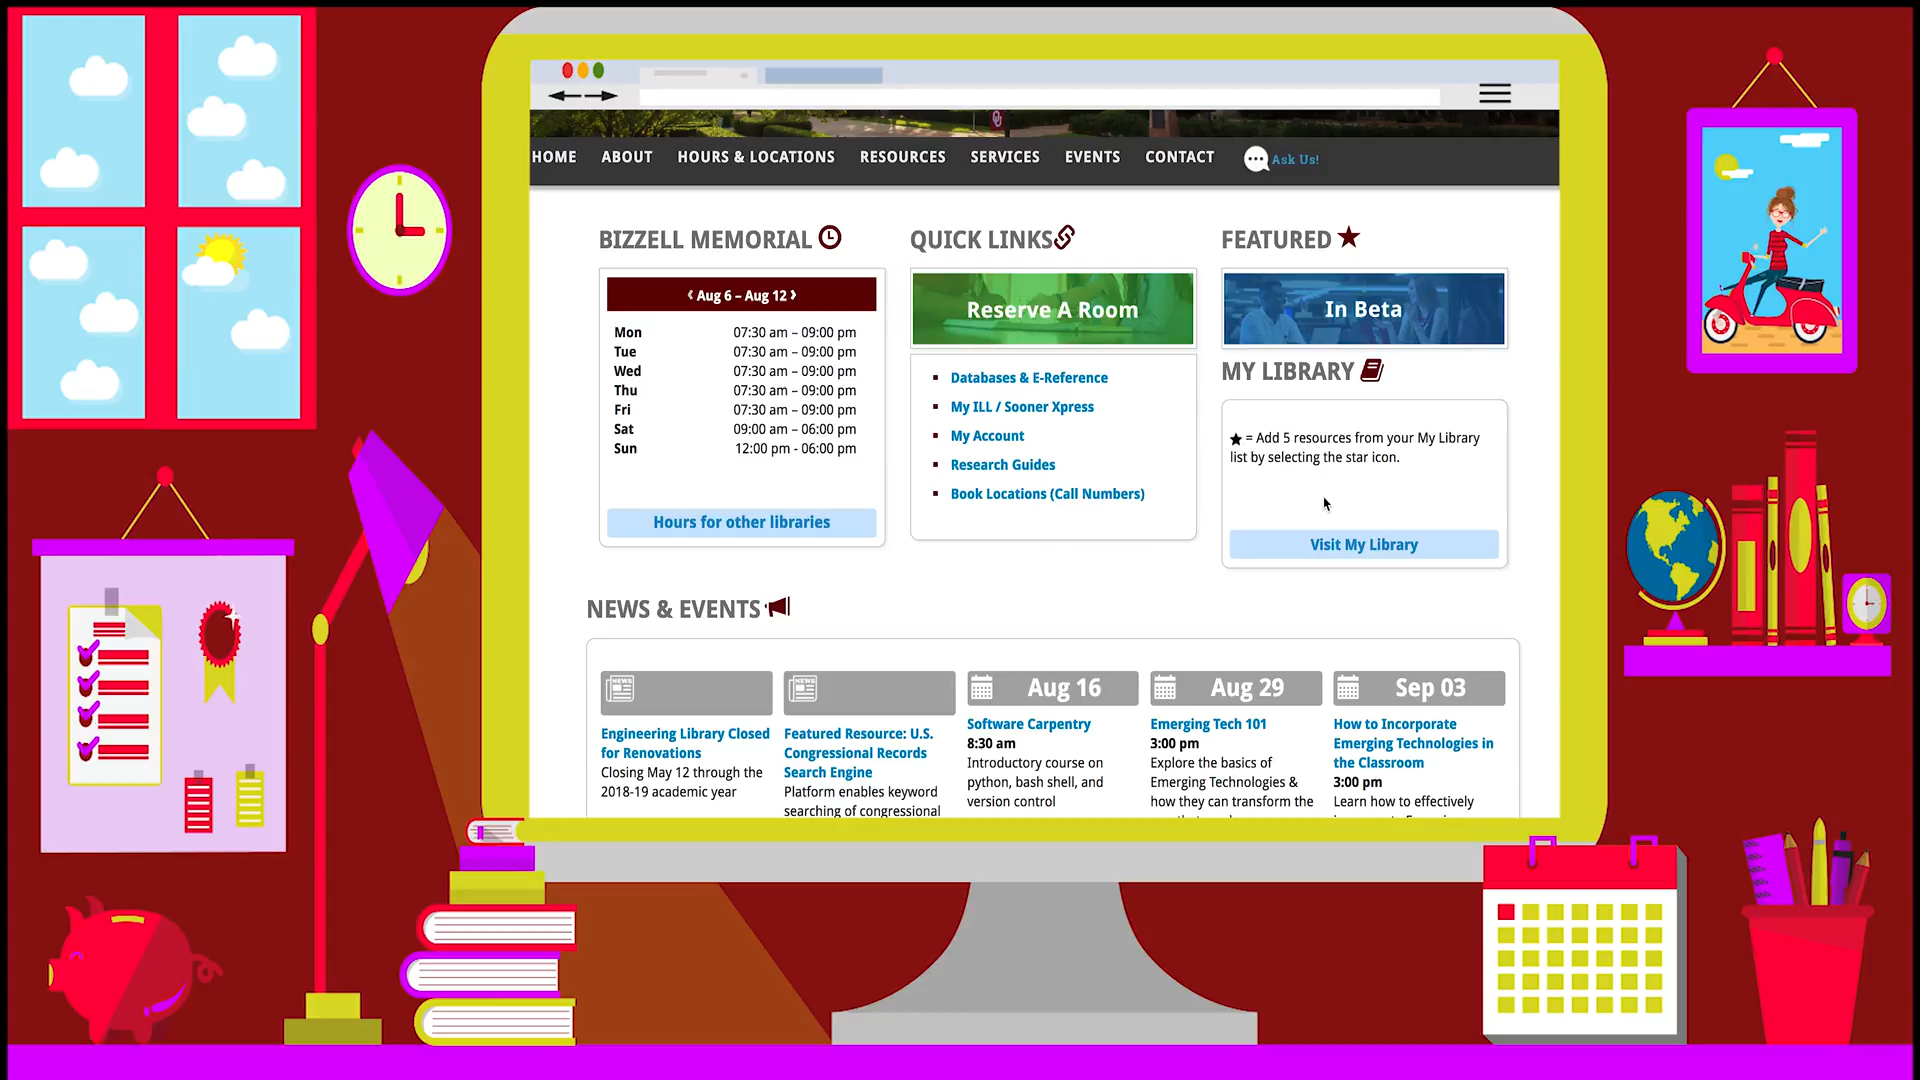 HOME ABOUT HOURS & LOCATIONS RESOURCES SERVICES EVENTS CONTACT Ask Us!
BIZZELL MEMORIAL
‹ Aug 6 – Aug 12 ›
Mon 07:30 am – 09:00 pm
Tue 07:30 am – 09:00 pm
Wed 07:30 am – 09:00 pm
Thu 07:30 am – 09:00 pm
Fri 07:30 am – 09:00 pm
Sat 09:00 am – 06:00 pm
Sun 12:00 pm - 06:00 pm
Hours for other libraries
QUICK LINKS
Reserve A Room
Databases & E-Reference
My ILL / Sooner Xpress
My Account
Research Guides
Book Locations (Call Numbers)
FEATURED
In Beta
MY LIBRARY
★ = Add 5 resources from your My Library
list by selecting the star icon.
Visit My Library
NEWS & EVENTS
NEWS
Engineering Library Closed
for Renovations
Closing May 12 through the
2018-19 academic year
NEWS
Featured Resource: U.S.
Congressional Records
Search Engine
Platform enables keyword
searching of congressional
Aug 16
Software Carpentry
8:30 am
Introductory course on
python, bash shell, and
version control
Aug 29
Emerging Tech 101
3:00 pm
Explore the basics of
Emerging Technologies &
how they can transform the
Sep 03
How to Incorporate
Emerging Technologies in
the Classroom
3:00 pm
Learn how to effectively